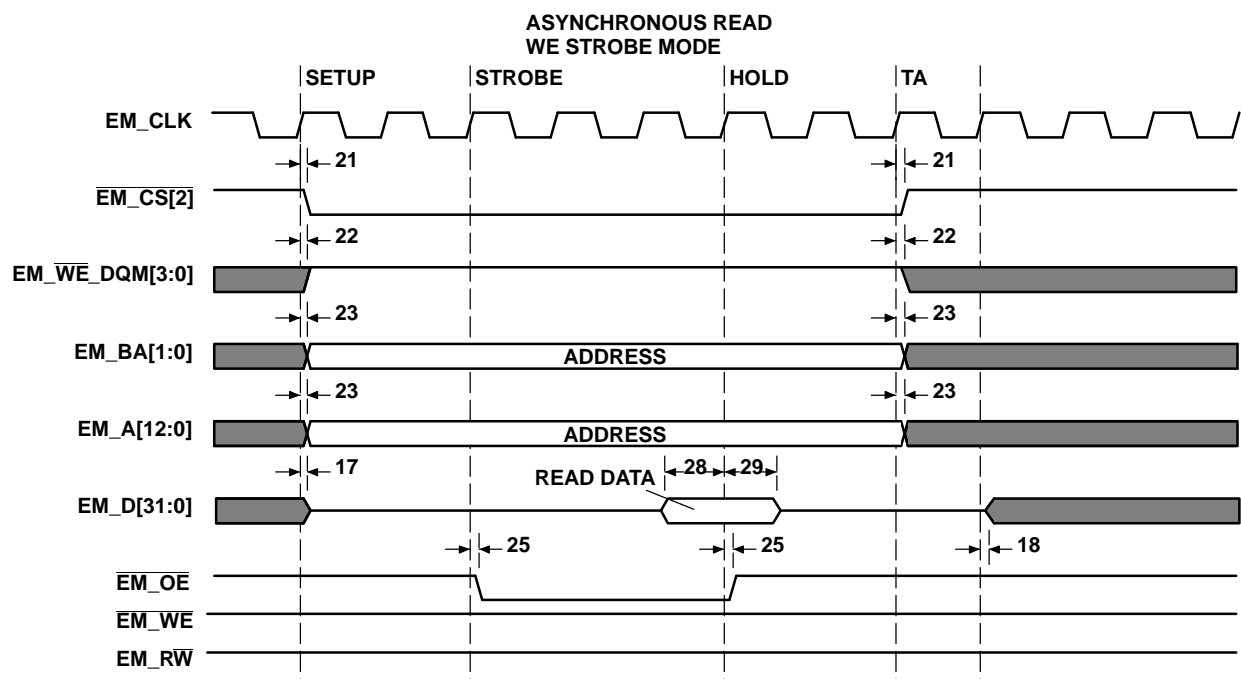 ASYNCHRONOUS READ
WE STROBE MODE
SETUP STROBE HOLD TA
EM_CLK
21 21
EM_CS[2]
22 22
EM_WE_DQM[3:0]
23 23
EM_BA[1:0] ADDRESS
23 23
EM_A[12:0] ADDRESS
17 READ DATA 28 29
EM_D[31:0]
25 25 18
EM_OE
EM_WE
EM_RW